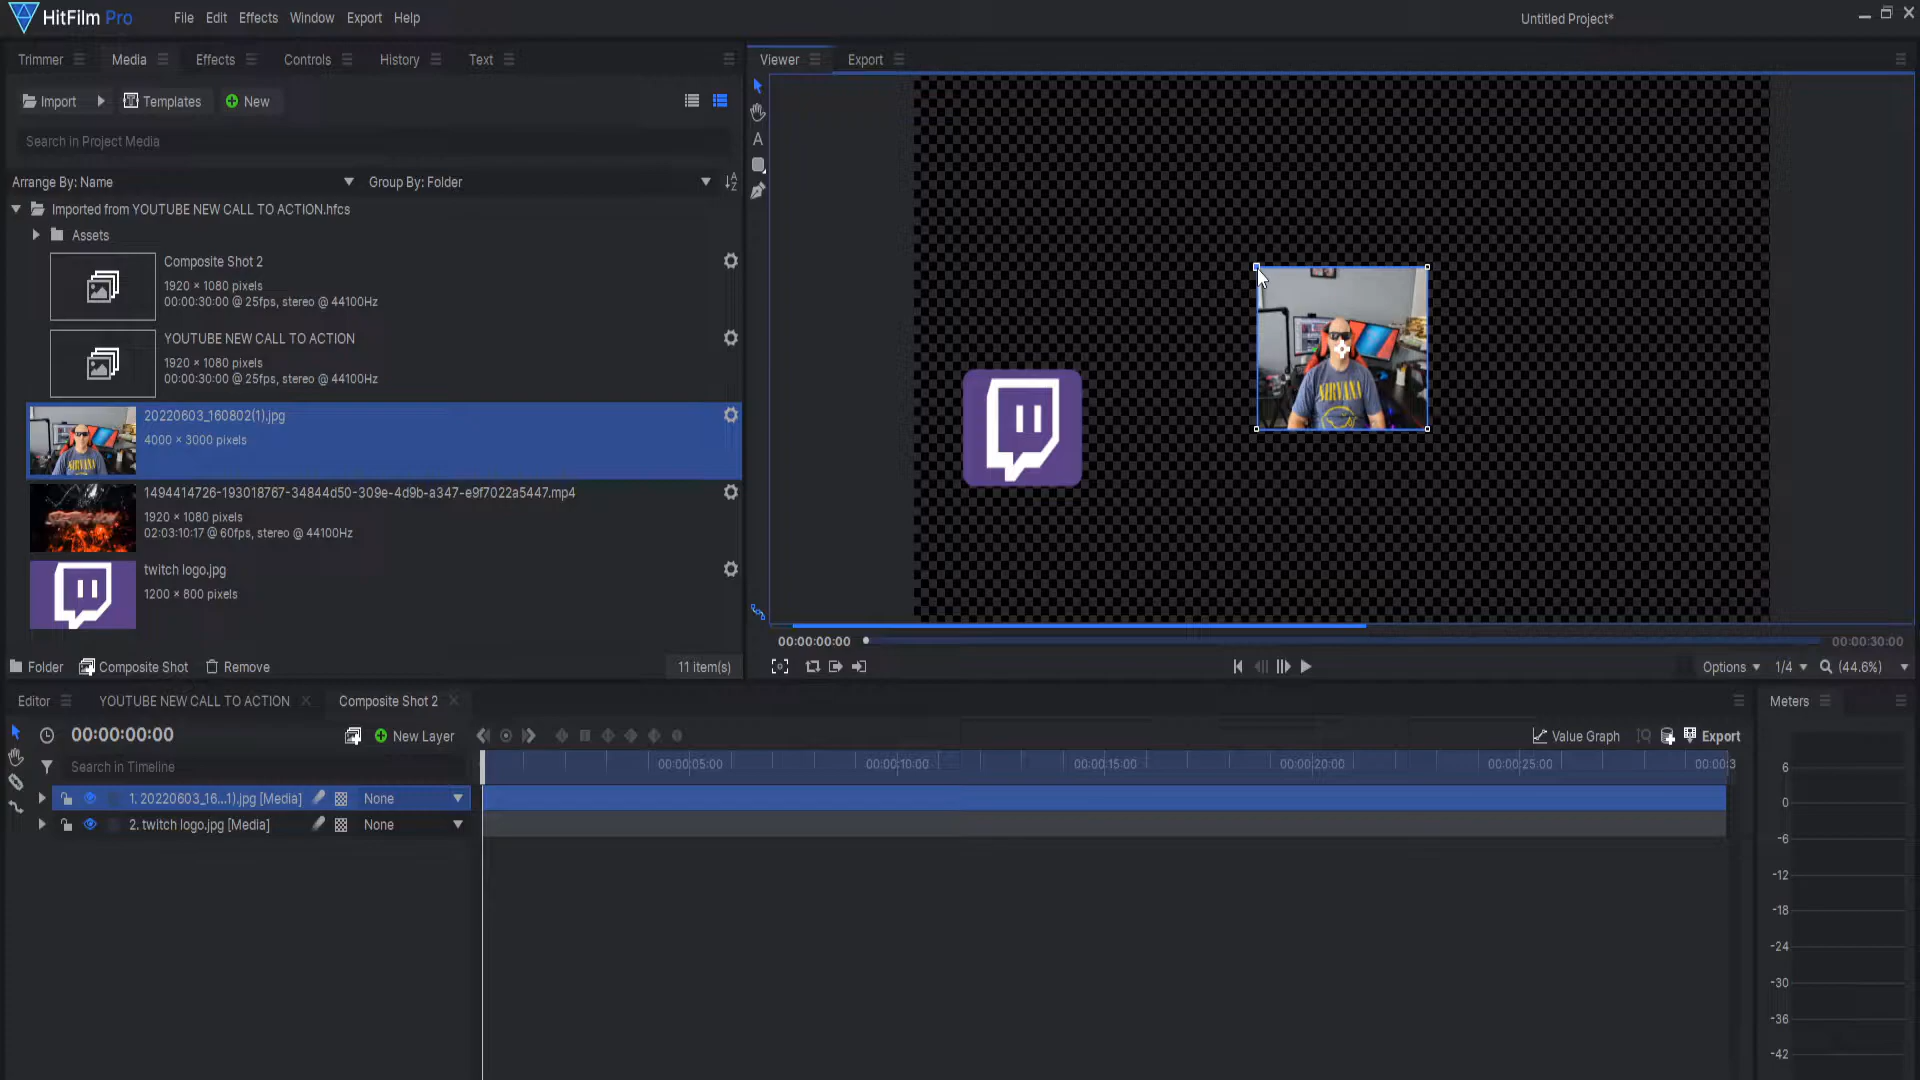 HitFilm Pro
File Edit Effects Window Export Help
Untitled Project*
Trimmer Media Effects Controls History Text
Viewer Export
Import Templates New
Search in Project Media
Arrange By: Name Group By: Folder
Imported from YOUTUBE NEW CALL TO ACTION.hfcs
Assets
Composite Shot 2
1920 × 1080 pixels
00:00:30:00 @ 25fps, stereo @ 44100Hz
YOUTUBE NEW CALL TO ACTION
1920 × 1080 pixels
00:00:30:00 @ 25fps, stereo @ 44100Hz
20220603_160802(1).jpg
4000 × 3000 pixels
1494414726-193018767-34844d50-309e-4d9b-a347-e9f7022a5447.mp4
1920 × 1080 pixels
02:03:10:17 @ 60fps, stereo @ 44100Hz
twitch logo.jpg
1200 × 800 pixels
NIRVANA
Folder Composite Shot Remove 11 item(s)
00:00:00:00 00:00:30:00
Options 1/4 (44.6%)
Editor YOUTUBE NEW CALL TO ACTION Composite Shot 2
Meters
00:00:00:00 New Layer Value Graph Export
Search in Timeline
00:00:05:00 00:00:10:00 00:00:15:00 00:00:20:00 00:00:25:00 00:00:3
1. 20220603_16...1).jpg [Media] None
2. twitch logo.jpg [Media] None
6
0
-6
-12
-18
-24
-30
-36
-42